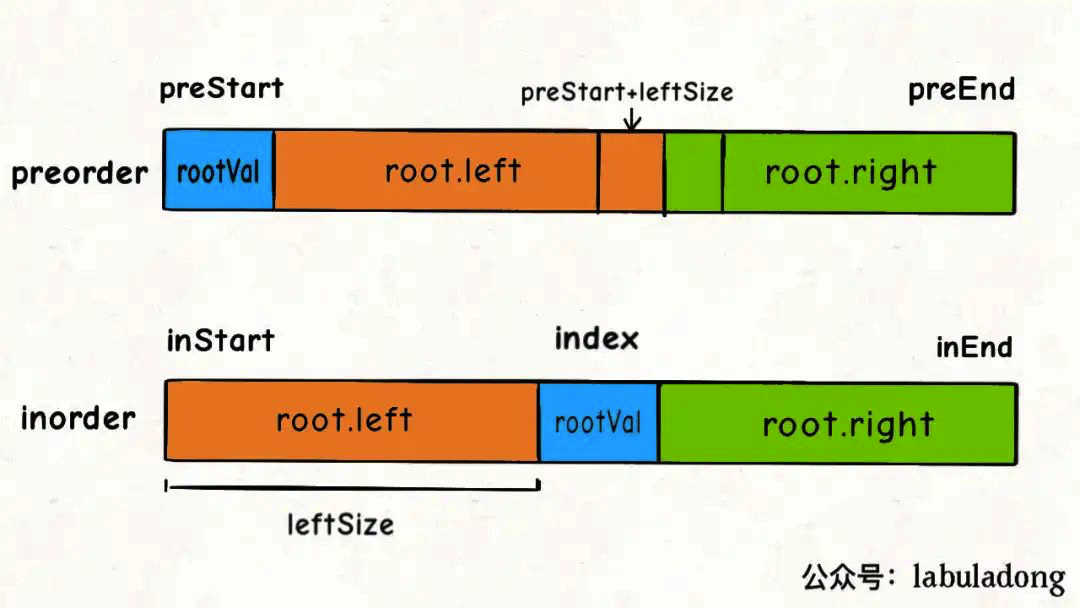 preStart
preStart+leftSize
preEnd
preorder
rootVal
root.left
root.right
inStart
index
inEnd
inorder
root.left
rootVal
root.right
leftSize
公众号：labuladong